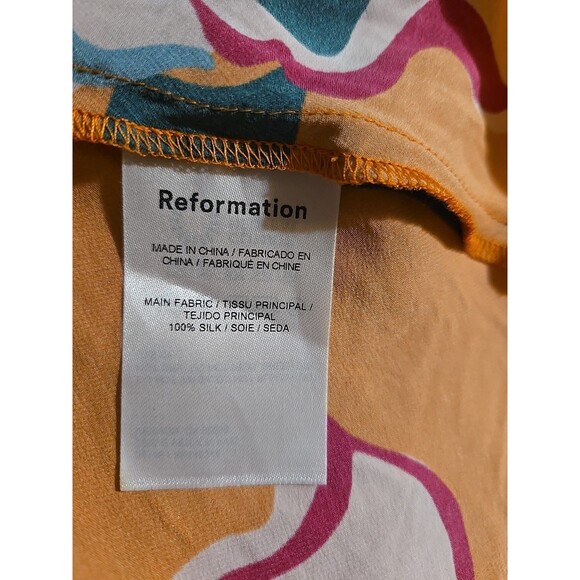 Reformation
MADE IN CHINA / FABRICADO EN
CHINA / FABRIQUÉ EN CHINE
MAIN FABRIC / TISSU PRINCIPAL /
TEJIDO PRINCIPAL
100% SILK / SOIE / SEDA